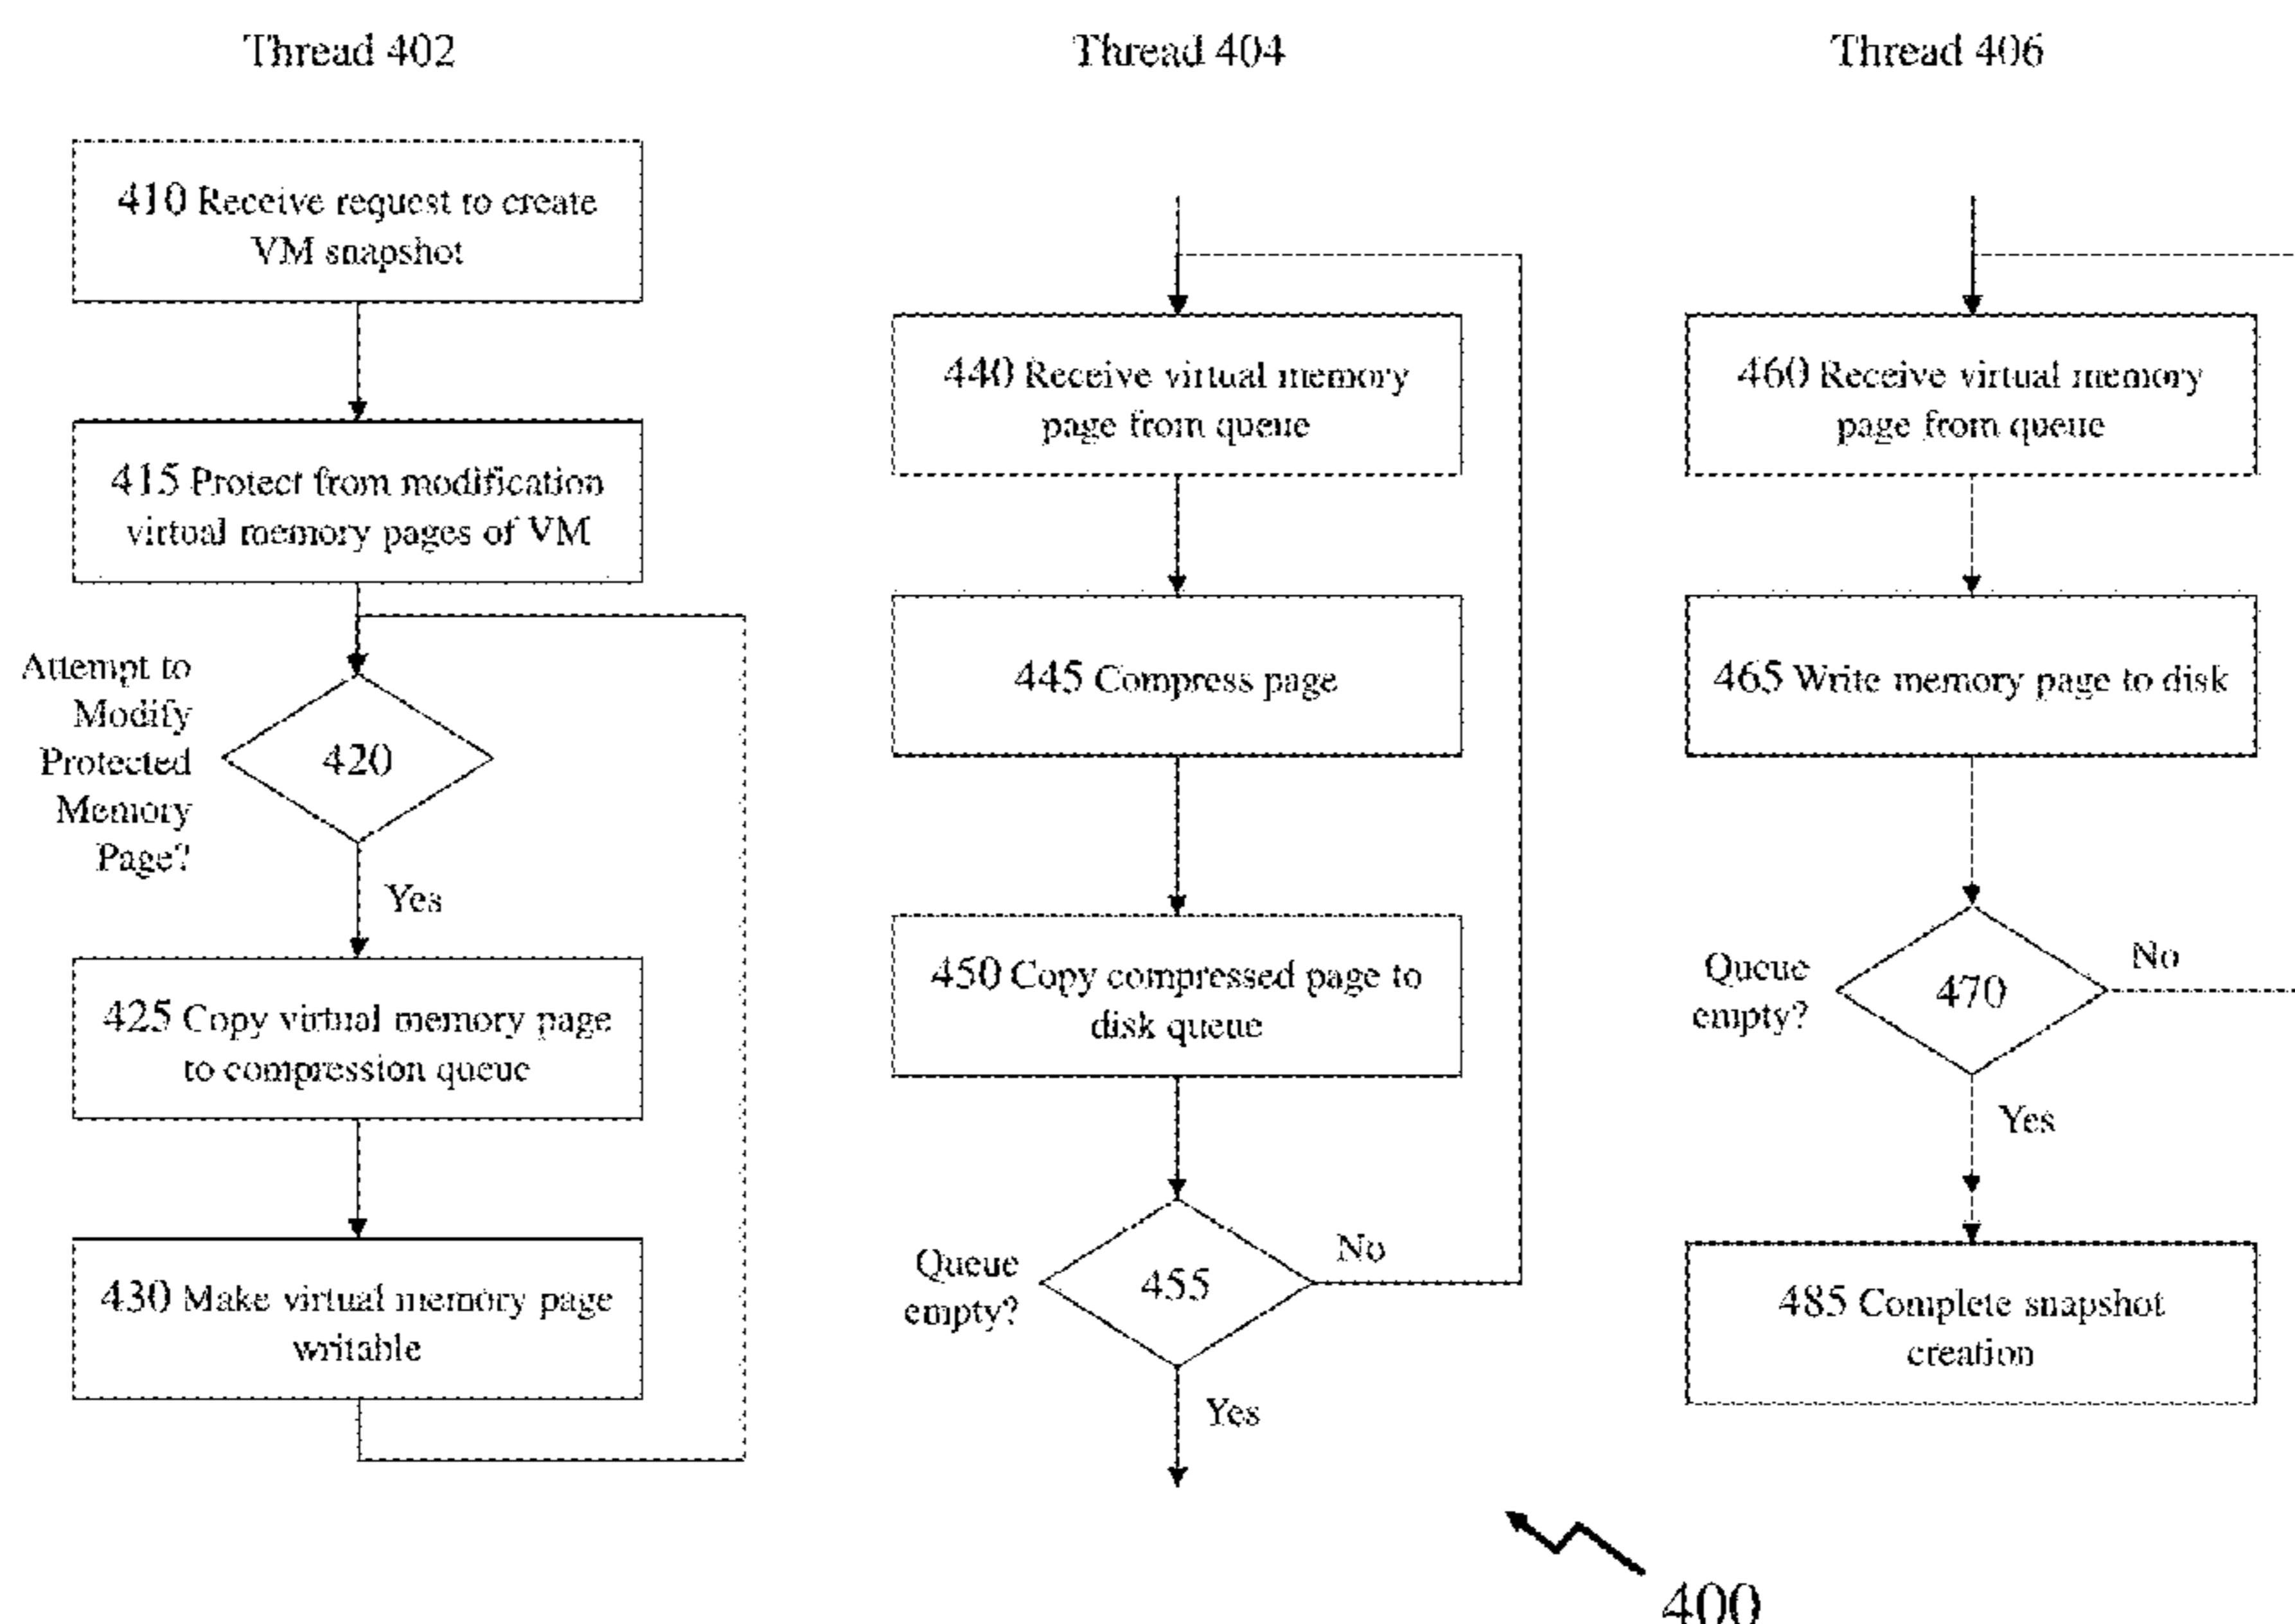 Thread 402
410 Receive request to create
VM snapshot
415 Protect from modification
virtual memory pages of VM
Attempt to
Modify
Protected
Memory
Page?
420
Yes
425 Copy virtual memory page
to compression queue
430 Make virtual memory page
writable
Thread 404
440 Receive virtual memory
page from queue
445 Compress page
450 Copy compressed page to
disk queue
Queue
empty?
455
No
Yes
Thread 406
460 Receive virtual memory
page from queue
465 Write memory page to disk
Queue
empty?
470
No
Yes
485 Complete snapshot
creation
400